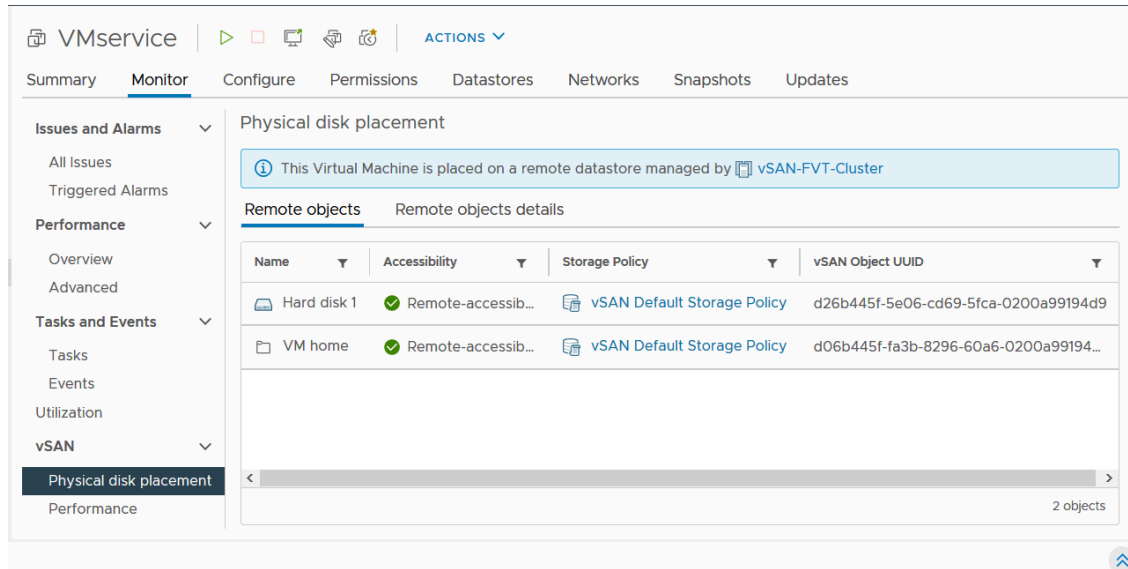 VMservice ACTIONS
Summary Monitor Configure Permissions Datastores Networks Snapshots Updates
Issues and Alarms
All Issues
Triggered Alarms
Performance
Overview
Advanced
Tasks and Events
Tasks
Events
Utilization
vSAN
Physical disk placement
Performance
Physical disk placement
This Virtual Machine is placed on a remote datastore managed by vSAN-FVT-Cluster
Remote objects Remote objects details
Name Accessibility Storage Policy vSAN Object UUID
Hard disk 1 Remote-accessib... vSAN Default Storage Policy d26b445f-5e06-cd69-5fca-0200a99194d9
VM home Remote-accessib... vSAN Default Storage Policy d06b445f-fa3b-8296-60a6-0200a99194...
2 objects